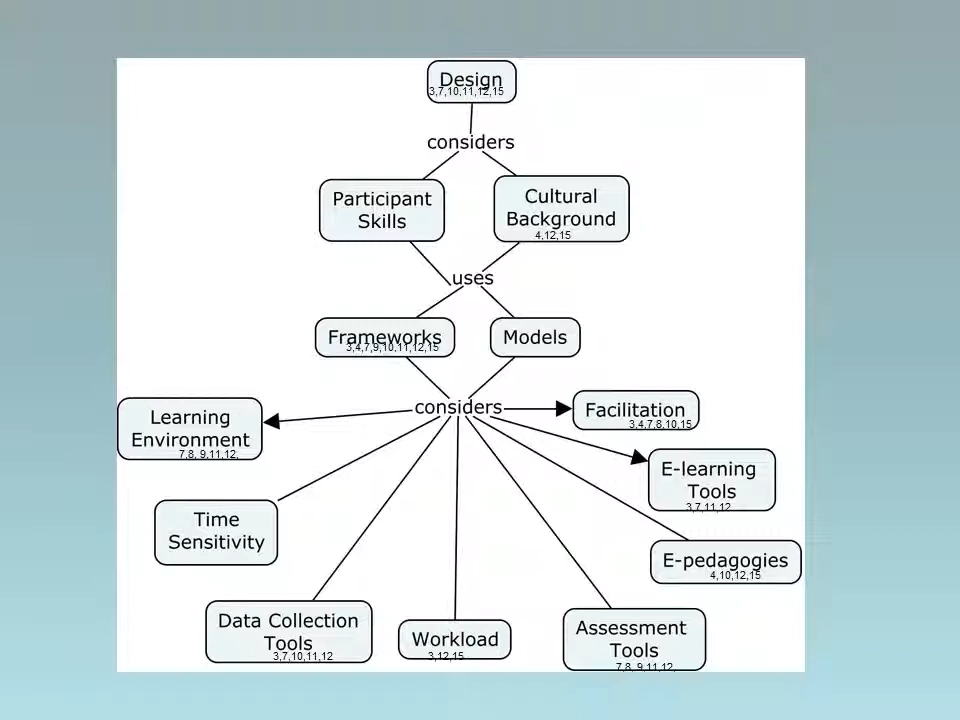 Design
3,7,10,11,12,15
considers
Participant
Skills
Cultural
Background
4,12,15
uses
Frameworks
3,4,7,9,10,11,12,15
Models
considers
Learning
Environment
7,8, 9,11,12,
Facilitation
3,4,7,8,10,15
E-learning
Tools
3,7,11,12
Time
Sensitivity
E-pedagogies
4,10,12,15
Data Collection
Tools
3,7,10,11,12
Workload
3,12,15
Assessment
Tools
7,8, 9,11,12,